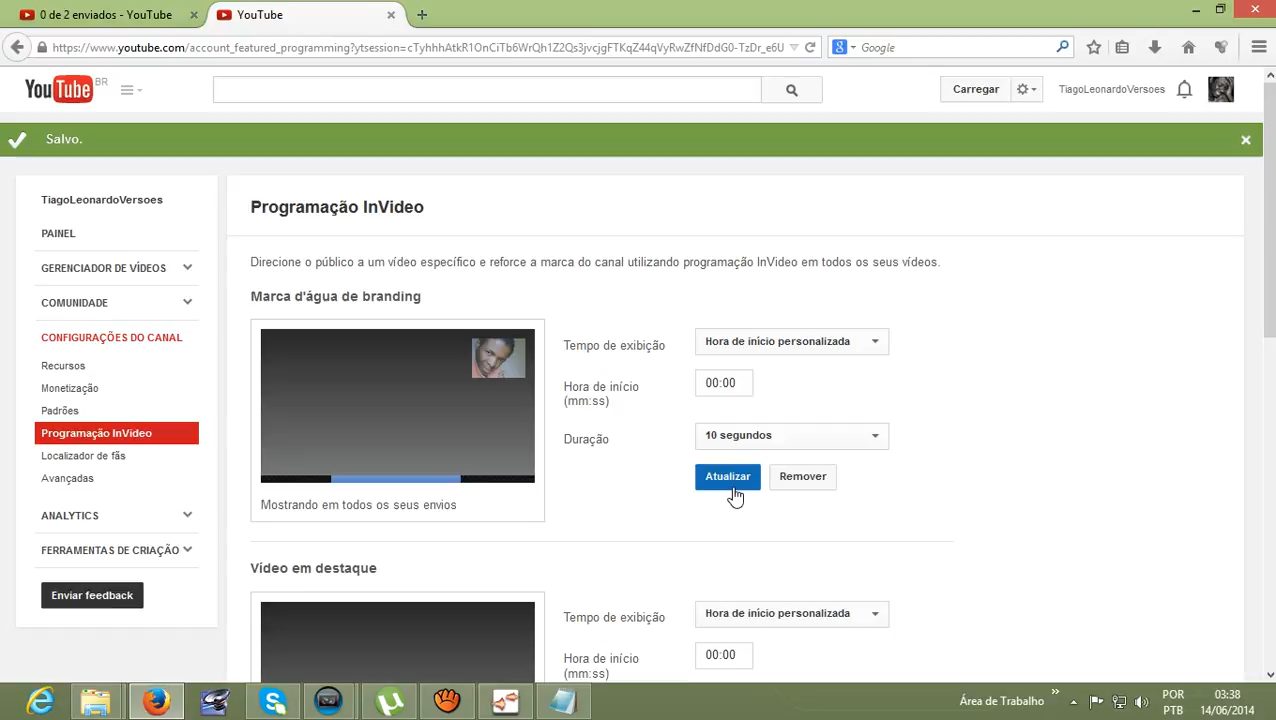 0 de 2 enviados - YouTube
YouTube
https://www.youtube.com/account_featured_programming?ytsession=cTyhhhAtkR1OnCiTb6WrQh1Z2Qs3jvcjgFTKqZ44qVyRwZfNfDdG0-TzDr_e6U
Google
YouTube BR
Carregar
TiagoLeonardoVersoes
Salvo.
TiagoLeonardoVersoes
PAINEL
GERENCIADOR DE VÍDEOS
COMUNIDADE
CONFIGURAÇÕES DO CANAL
Recursos
Monetização
Padrões
Programação InVideo
Localizador de fãs
Avançadas
ANALYTICS
FERRAMENTAS DE CRIAÇÃO
Enviar feedback
Programação InVideo
Direcione o público a um vídeo específico e reforce a marca do canal utilizando programação InVideo em todos os seus vídeos.
Marca d'água de branding
Mostrando em todos os seus envios
Tempo de exibição
Hora de início personalizada
Hora de início
(mm:ss)
00:00
Duração
10 segundos
Atualizar
Remover
Vídeo em destaque
Tempo de exibição
Hora de início personalizada
Hora de início
(mm:ss)
00:00
Área de Trabalho
POR
PTB
03:38
14/06/2014